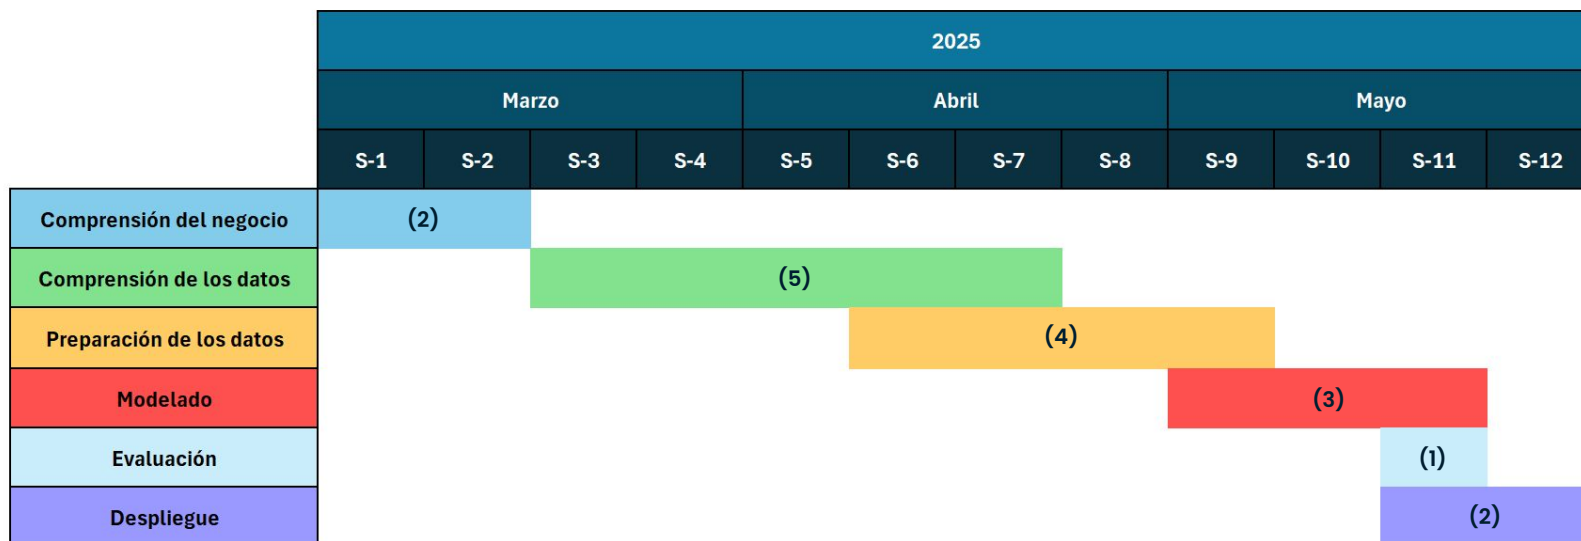 2025
Marzo Abril Mayo
S-1 S-2 S-3 S-4 S-5 S-6 S-7 S-8 S-9 S-10 S-11 S-12
Comprensión del negocio (2)
Comprensión de los datos (5)
Preparación de los datos (4)
Modelado (3)
Evaluación (1)
Despliegue (2)